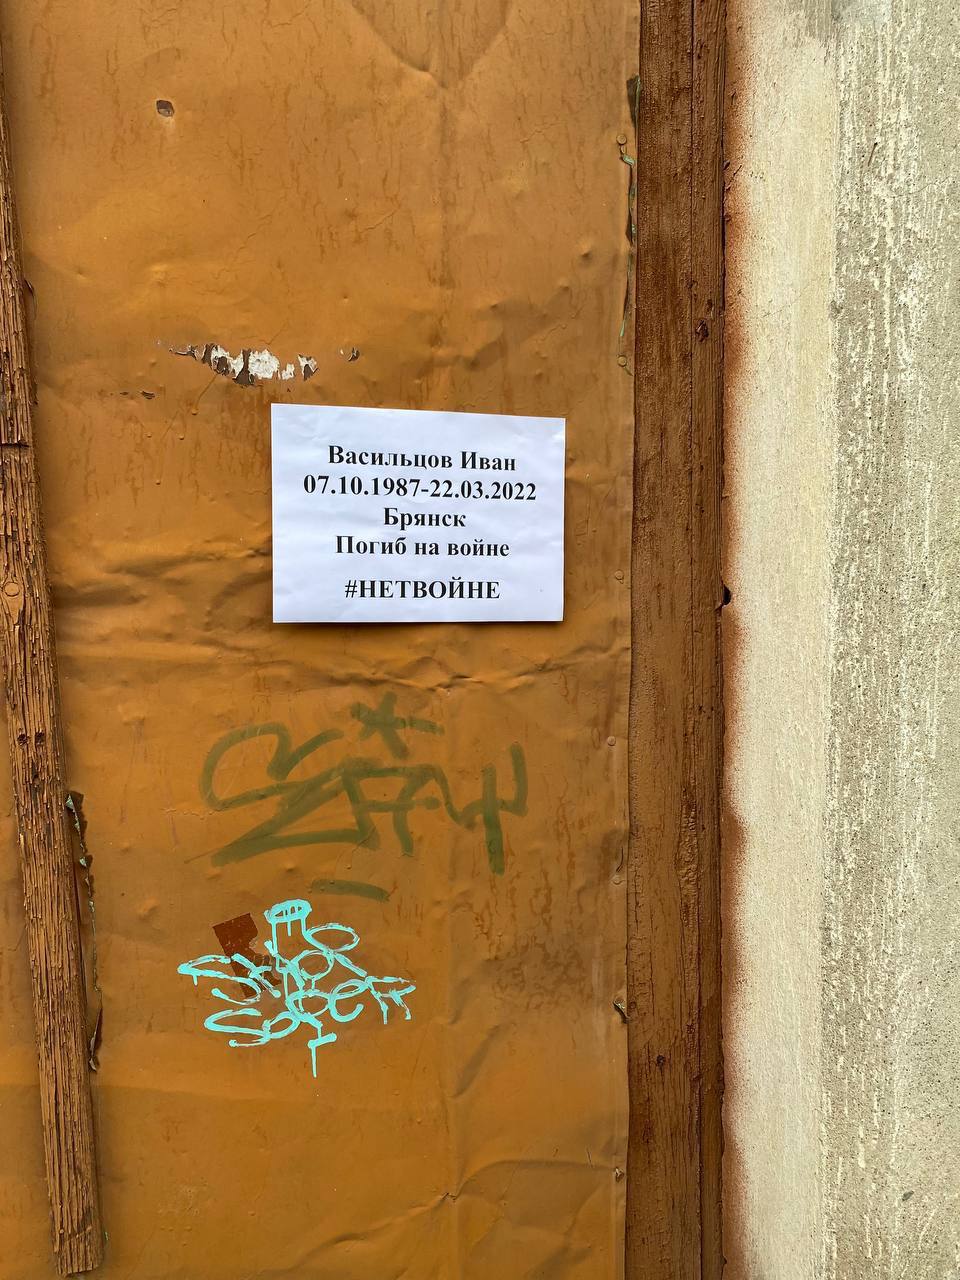 Васильцов Иван
07.10.1987-22.03.2022
Брянск
Погиб на войне
#НЕТВОЙНЕ